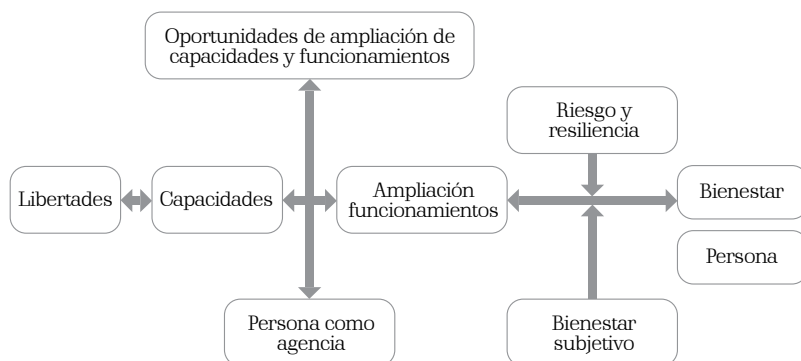 Oportunidades de ampliación de
capacidades y funcionamientos
Riesgo y
resiliencia
Libertades
Capacidades
Ampliación
funcionamientos
Bienestar
Persona
Persona como
agencia
Bienestar
subjetivo